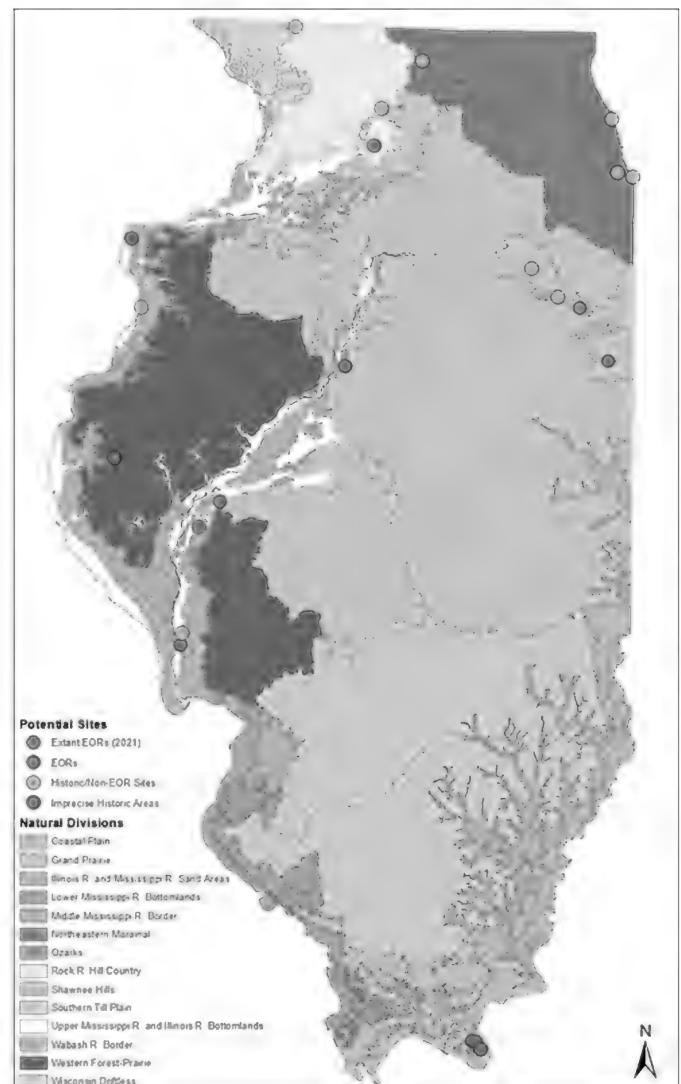 Potential Sites
Extant EORs (2021)
EORs
Historic/Non-EOR Sites
Imprecise Historic Areas
Natural Divisions
Coastal Plain
Grand Prairie
Illinois R. and Mississippi R. Sand Areas
Lower Mississippi R. Bottomlands
Middle Mississippi R. Border
Northeastern Morainal
Ozarks
Rock R. Hill Country
Shawnee Hills
Southern Till Plain
Upper Mississippi R. and Illinois R. Bottomlands
Wabash R. Border
Western Forest-Prairie
Wisconsin Driftless
N